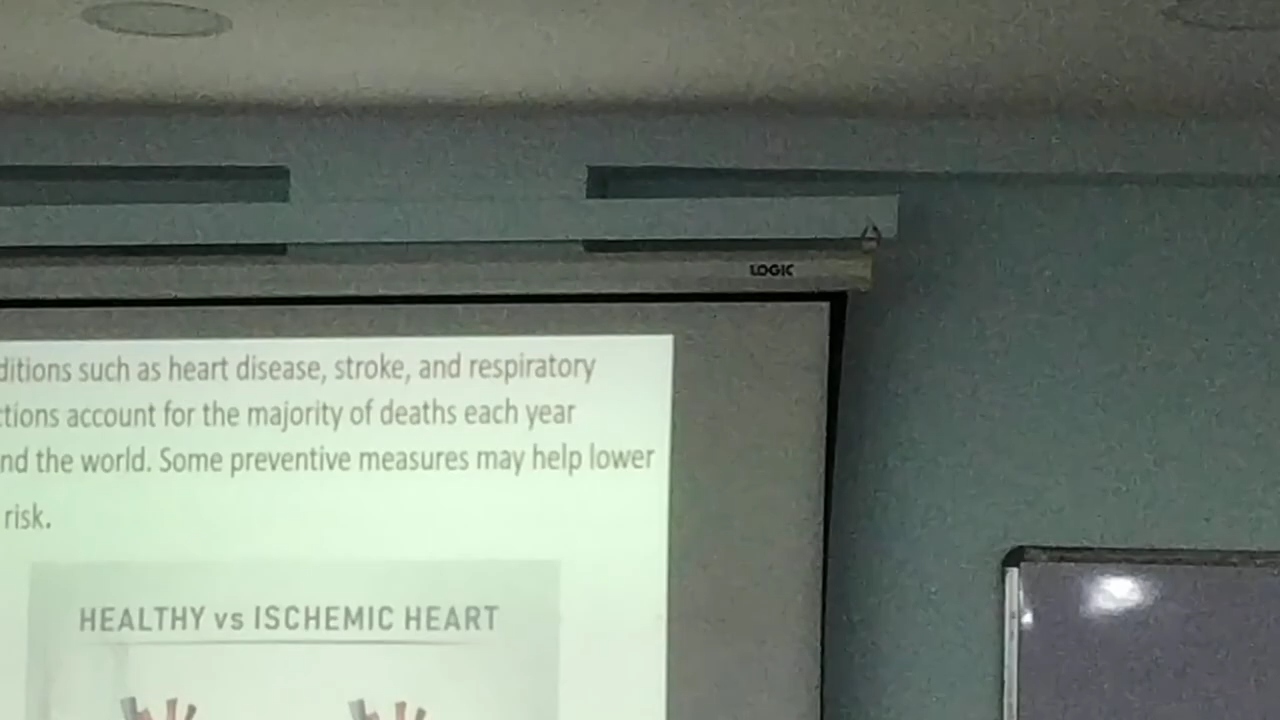 LOGIC
ditions such as heart disease, stroke, and respiratory
ctions account for the majority of deaths each year
nd the world. Some preventive measures may help lower
risk.
HEALTHY vs ISCHEMIC HEART